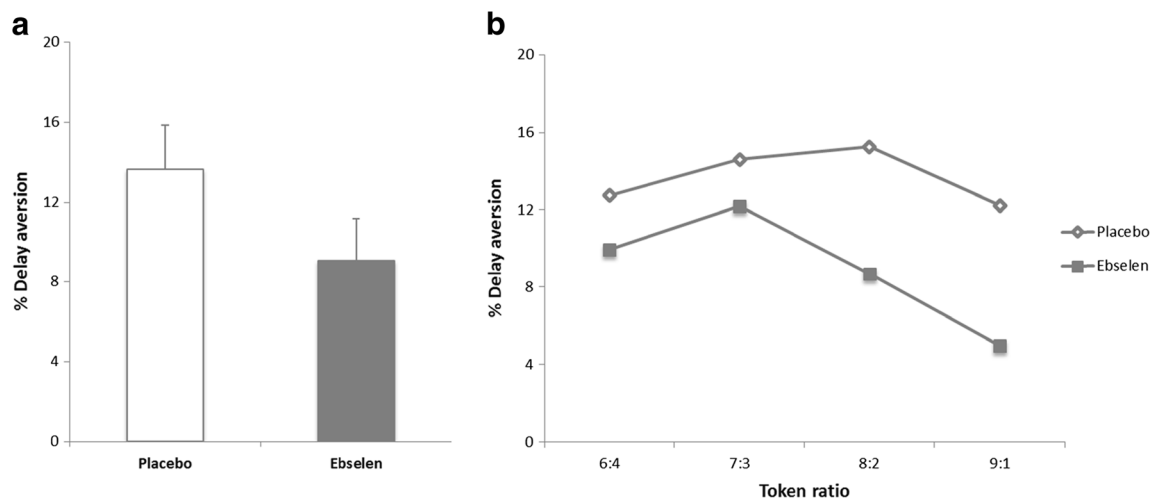 a
20
16
12
8
4
0
% Delay aversion
Placebo
Ebselen
b
20
16
12
8
4
0
% Delay aversion
6:4
7:3
8:2
9:1
Token ratio
Placebo
Ebselen